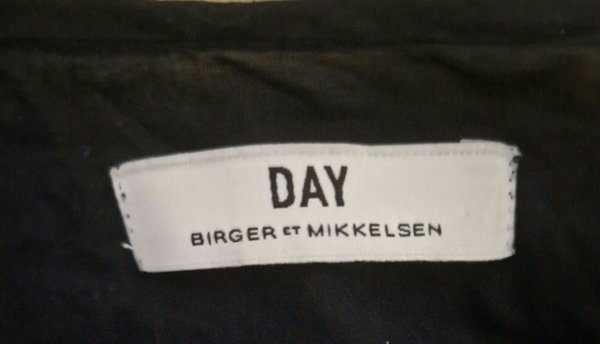 DAY
BIRGER ET MIKKELSEN